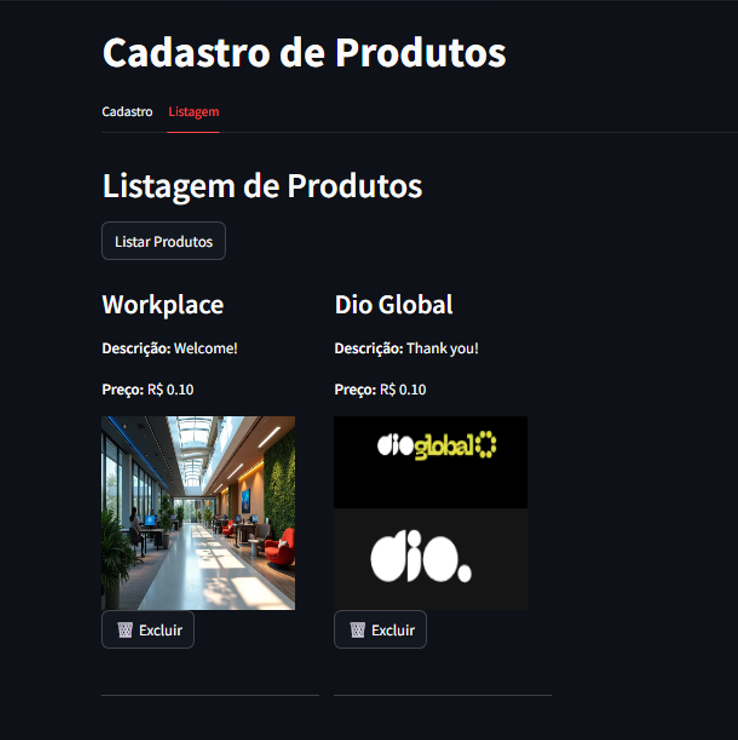 Cadastro de Produtos
Cadastro Listagem
Listagem de Produtos
Listar Produtos
Workplace
Descrição: Welcome!
Preço: R$ 0.10
Excluir
Dio Global
Descrição: Thank you!
Preço: R$ 0.10
dioglobal
dio.
Excluir